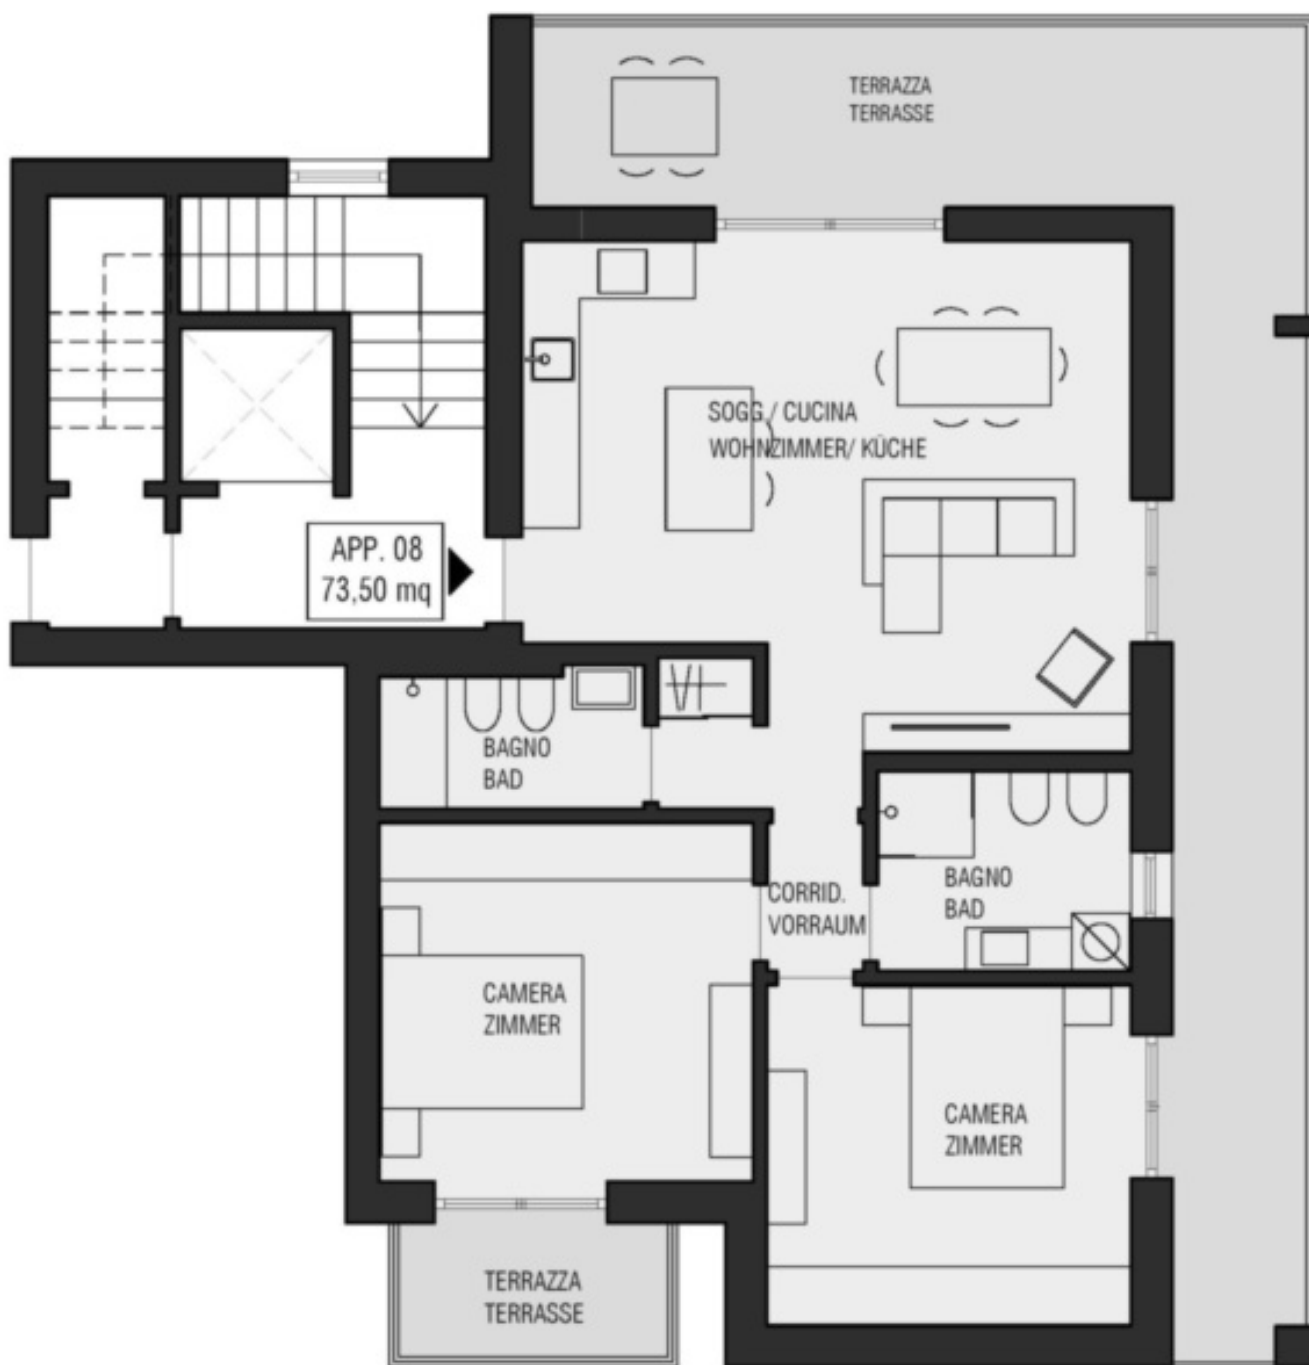 TERRAZZA
TERRASSE
SOGG./ CUCINA
WOHNZIMMER/ KÜCHE
APP. 08
73,50 mq
BAGNO
BAD
CORRID.
VORRAUM
BAGNO
BAD
CAMERA
ZIMMER
CAMERA
ZIMMER
TERRAZZA
TERRASSE